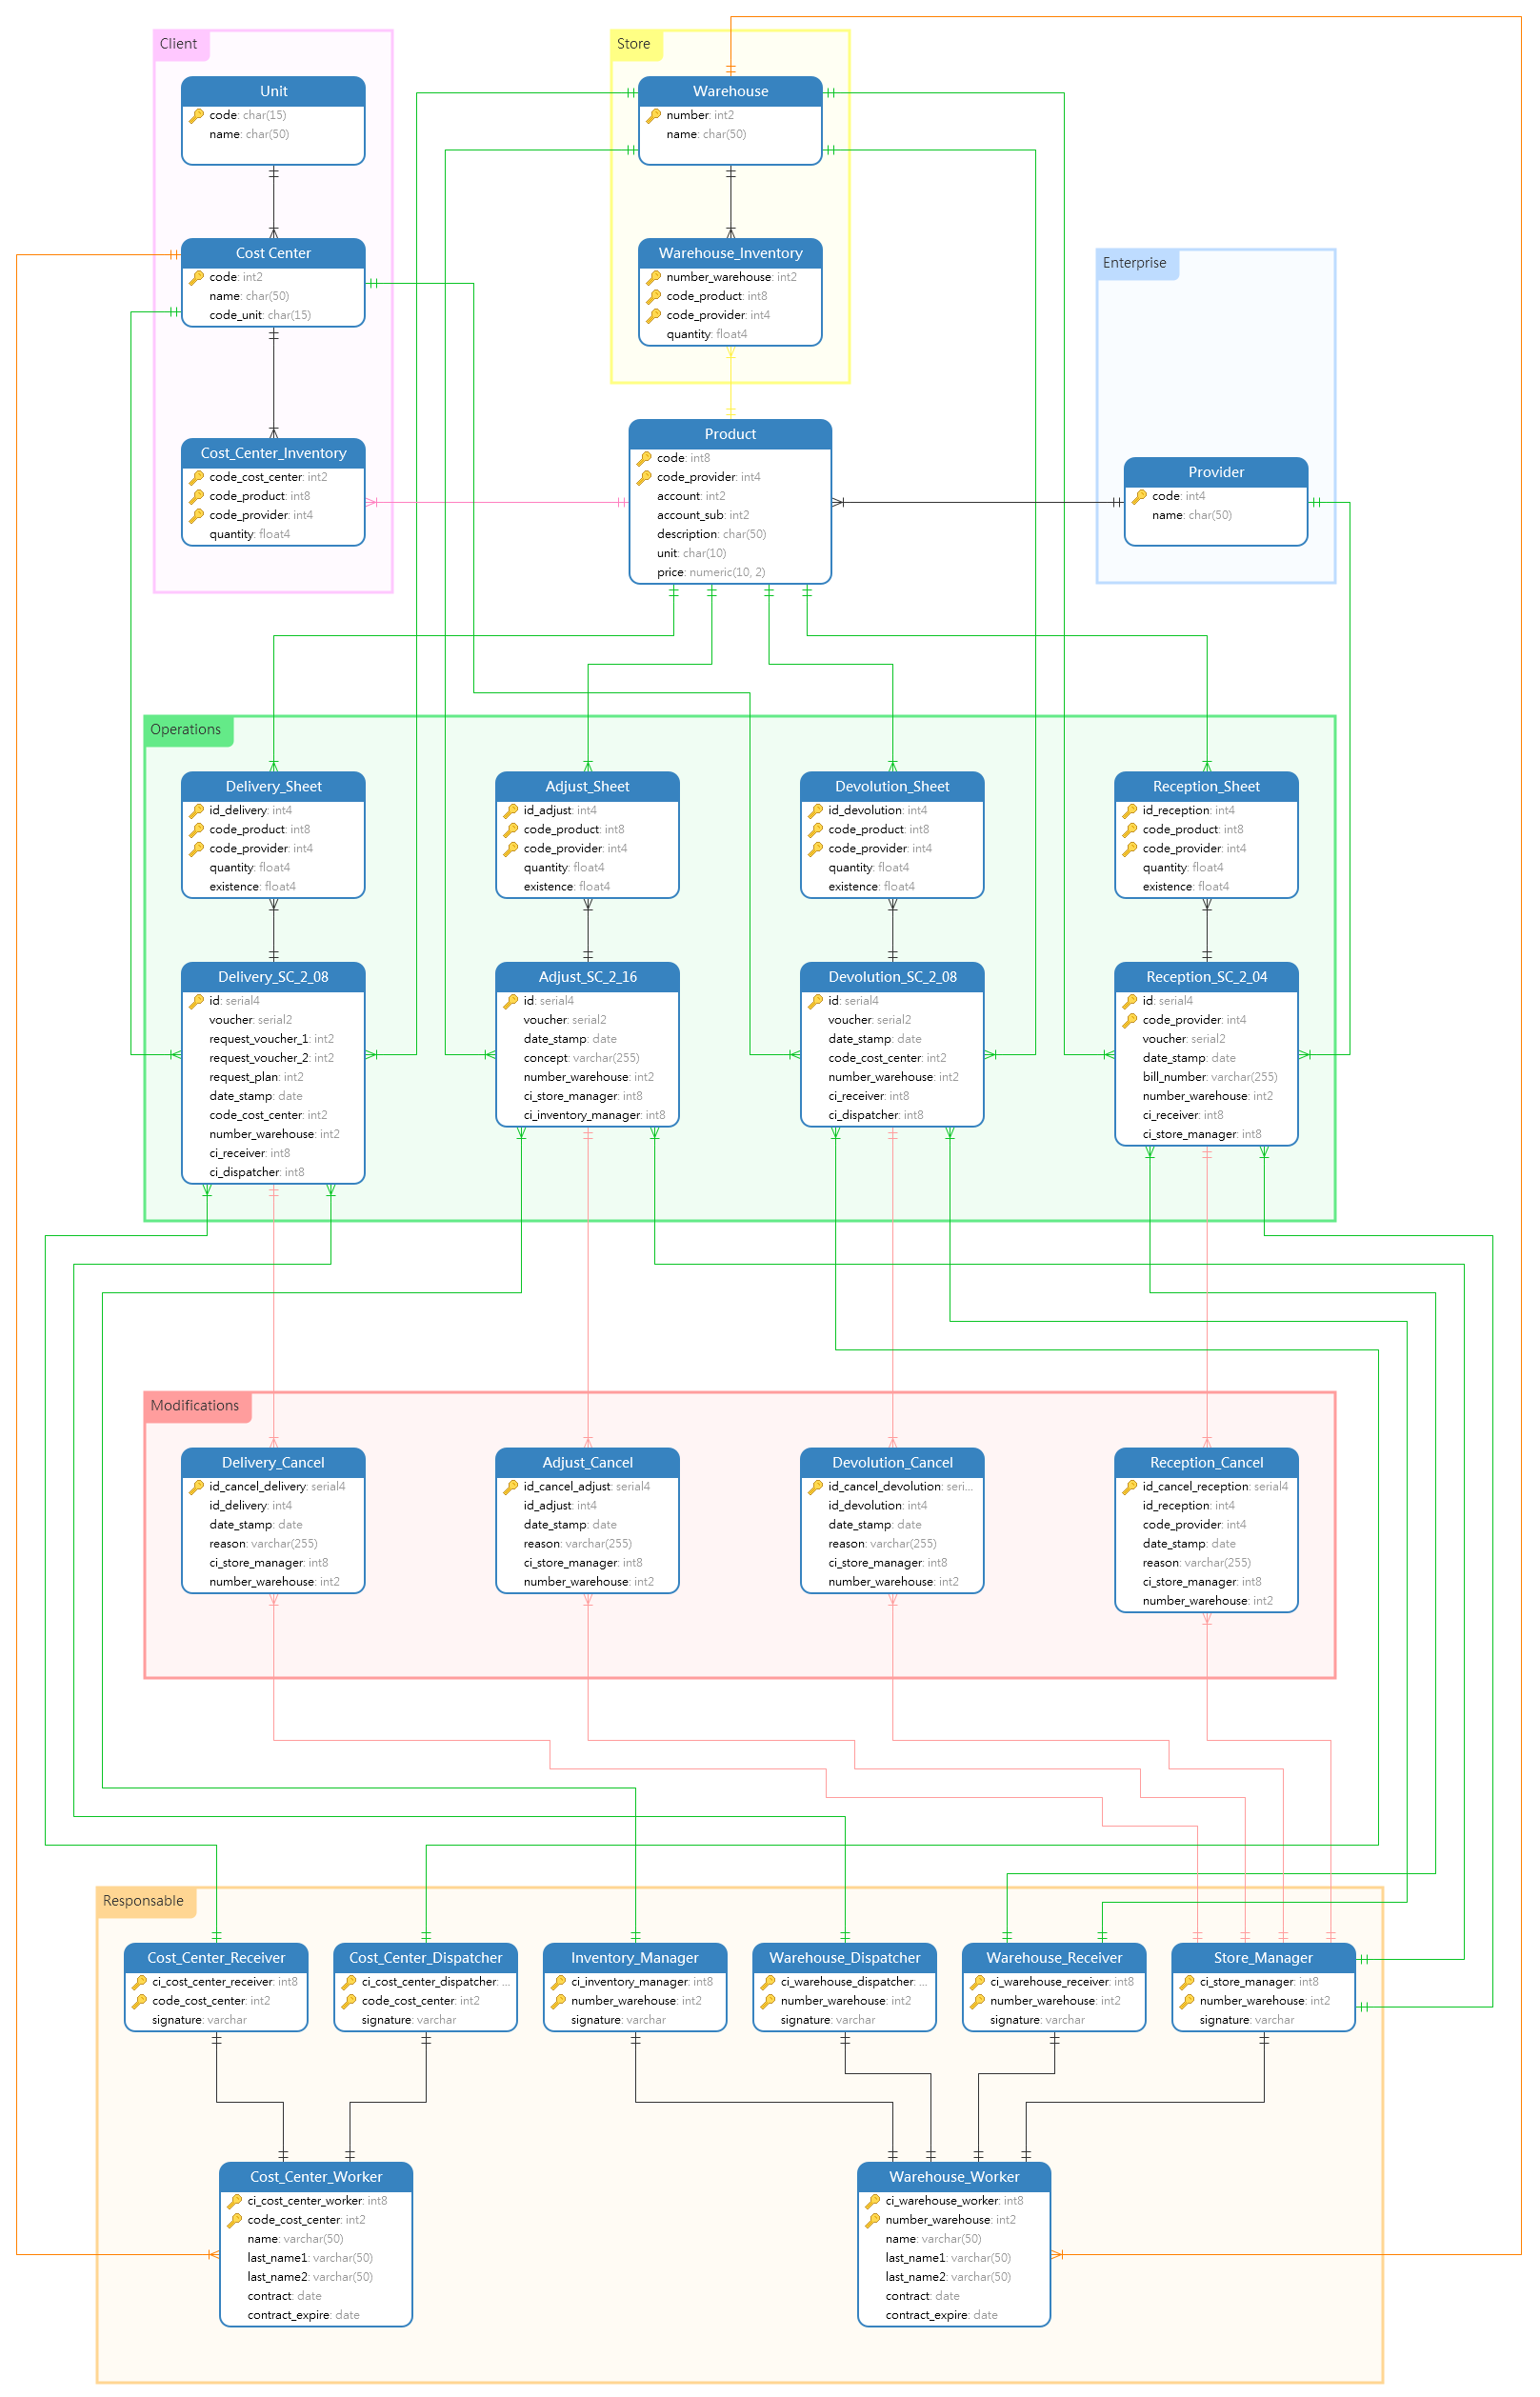 Client
Unit
code: char(15)
name: char(50)
Cost Center
code: int2
name: char(50)
code_unit: char(15)
Cost_Center_Inventory
code_cost_center: int2
code_product: int8
code_provider: int4
quantity: float4
Store
Warehouse
number: int2
name: char(50)
Warehouse_Inventory
number_warehouse: int2
code_product: int8
code_provider: int4
quantity: float4
Product
code: int8
code_provider: int4
account: int2
account_sub: int2
description: char(50)
unit: char(10)
price: numeric(10, 2)
Enterprise
Provider
code: int4
name: char(50)
Operations
Delivery_Sheet
id_delivery: int4
code_product: int8
code_provider: int4
quantity: float4
existence: float4
Adjust_Sheet
id_adjust: int4
code_product: int8
code_provider: int4
quantity: float4
existence: float4
Devolution_Sheet
id_devolution: int4
code_product: int8
code_provider: int4
quantity: float4
existence: float4
Reception_Sheet
id_reception: int4
code_product: int8
code_provider: int4
quantity: float4
existence: float4
Delivery_SC_2_08
id: serial4
voucher: serial2
request_voucher_1: int2
request_voucher_2: int2
request_plan: int2
date_stamp: date
code_cost_center: int2
number_warehouse: int2
ci_receiver: int8
ci_dispatcher: int8
Adjust_SC_2_16
id: serial4
voucher: serial2
date_stamp: date
concept: varchar(255)
number_warehouse: int2
ci_store_manager: int8
ci_inventory_manager: int8
Devolution_SC_2_08
id: serial4
voucher: serial2
date_stamp: date
code_cost_center: int2
number_warehouse: int2
ci_receiver: int8
ci_dispatcher: int8
Reception_SC_2_04
id: serial4
code_provider: int4
voucher: serial2
date_stamp: date
bill_number: varchar(255)
number_warehouse: int2
ci_receiver: int8
ci_store_manager: int8
Modifications
Delivery_Cancel
id_cancel_delivery: serial4
id_delivery: int4
date_stamp: date
reason: varchar(255)
ci_store_manager: int8
number_warehouse: int2
Adjust_Cancel
id_cancel_adjust: serial4
id_adjust: int4
date_stamp: date
reason: varchar(255)
ci_store_manager: int8
number_warehouse: int2
Devolution_Cancel
id_cancel_devolution: seri...
id_devolution: int4
date_stamp: date
reason: varchar(255)
ci_store_manager: int8
number_warehouse: int2
Reception_Cancel
id_cancel_reception: serial4
id_reception: int4
code_provider: int4
date_stamp: date
reason: varchar(255)
ci_store_manager: int8
number_warehouse: int2
Responsable
Cost_Center_Receiver
ci_cost_center_receiver: int8
code_cost_center: int2
signature: varchar
Cost_Center_Dispatcher
ci_cost_center_dispatcher: ...
code_cost_center: int2
signature: varchar
Inventory_Manager
ci_inventory_manager: int8
number_warehouse: int2
signature: varchar
Warehouse_Dispatcher
ci_warehouse_dispatcher: ...
number_warehouse: int2
signature: varchar
Warehouse_Receiver
ci_warehouse_receiver: int8
number_warehouse: int2
signature: varchar
Store_Manager
ci_store_manager: int8
number_warehouse: int2
signature: varchar
Cost_Center_Worker
ci_cost_center_worker: int8
code_cost_center: int2
name: varchar(50)
last_name1: varchar(50)
last_name2: varchar(50)
contract: date
contract_expire: date
Warehouse_Worker
ci_warehouse_worker: int8
number_warehouse: int2
name: varchar(50)
last_name1: varchar(50)
last_name2: varchar(50)
contract: date
contract_expire: date